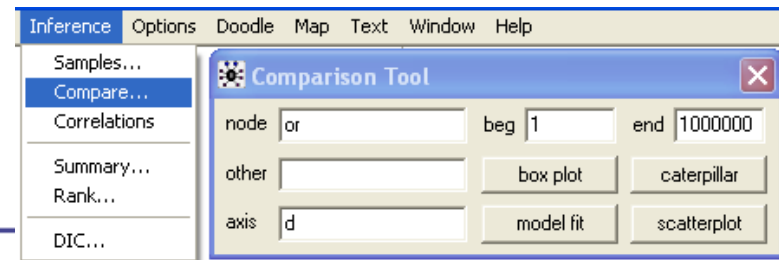 Inference Options Doodle Map Text Window Help
Samples...
Compare...
Correlations
Summary...
Rank...
DIC...
Comparison Tool
node or beg 1 end 1000000
other box plot caterpillar
axis d model fit scatterplot